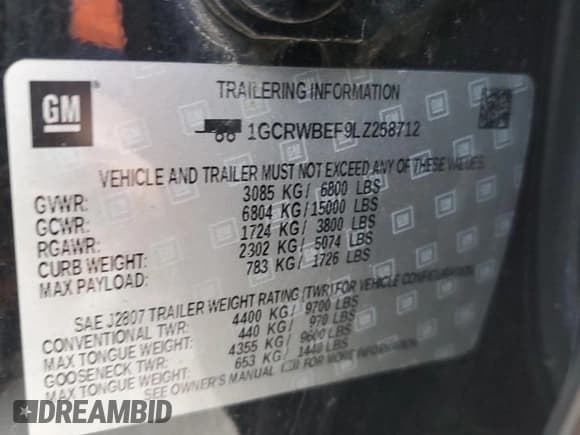 GM
TRAILERING INFORMATION
1GCRWBEF9LZ258712
VEHICLE AND TRAILER MUST NOT EXCEED ANY OF THESE VALUES
GVWR: 3085 KG/ 6800 LBS
GCWR: 6804 KG/15000 LBS
RGAWR: 1724 KG/ 3800 LBS
CURB WEIGHT: 2302 KG/ 5074 LBS
MAX PAYLOAD: 783 KG/ 1726 LBS
SAE J2807 TRAILER WEIGHT RATING (TWR) FOR VEHICLE CONFIGURATION
CONVENTIONAL TWR: 4400 KG/ 9700 LBS
MAX TONGUE WEIGHT: 440 KG/ 970 LBS
GOOSENECK TWR: 4355 KG/ 9600 LBS
MAX TONGUE WEIGHT: 653 KG/ 1440 LBS
SEE OWNER'S MANUAL FOR MORE INFORMATION
DREAMBID